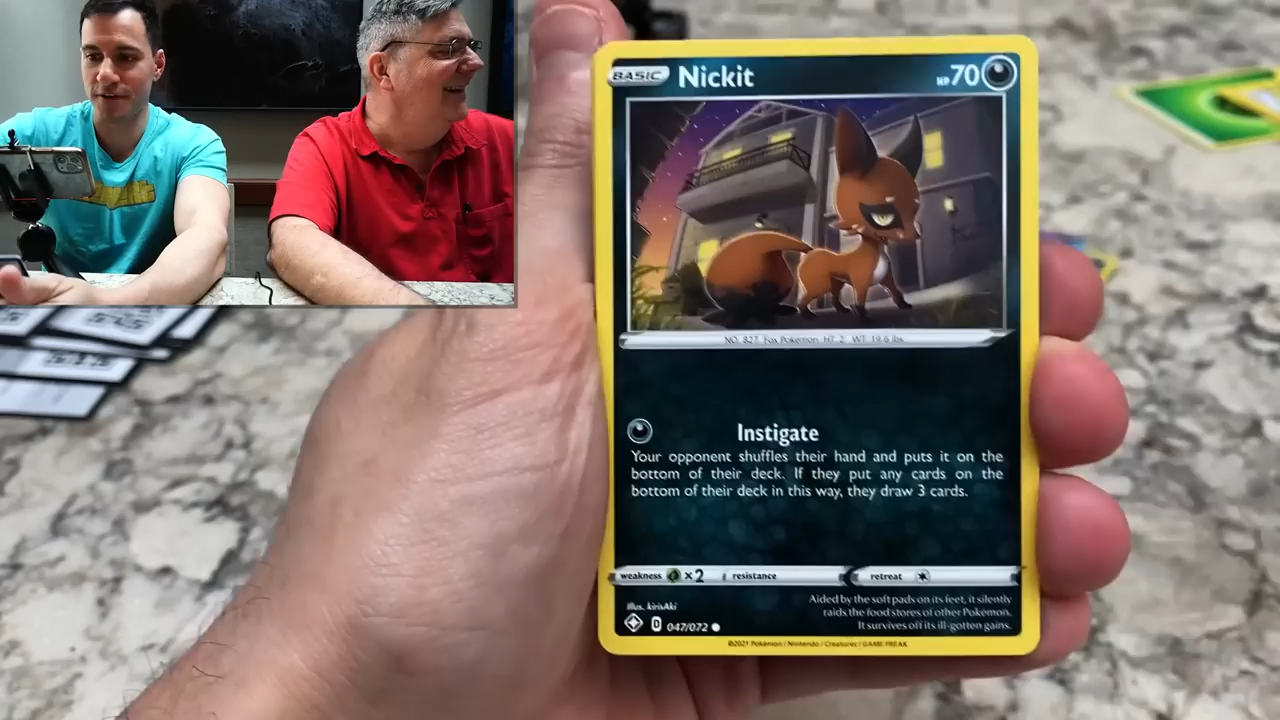 BASIC Nickit HP 70
NO. 827 Fox Pokémon HT: 2' WT: 19.6 lbs.
Instigate
Your opponent shuffles their hand and puts it on the
bottom of their deck. If they put any cards on the
bottom of their deck in this way, they draw 3 cards.
weakness ×2 resistance retreat
Illus. kirisAki
Aided by the soft pads on its feet, it silently
raids the food stores of other Pokémon.
It survives off its ill-gotten gains.
D 047/072
©2021 Pokémon / Nintendo / Creatures / GAME FREAK